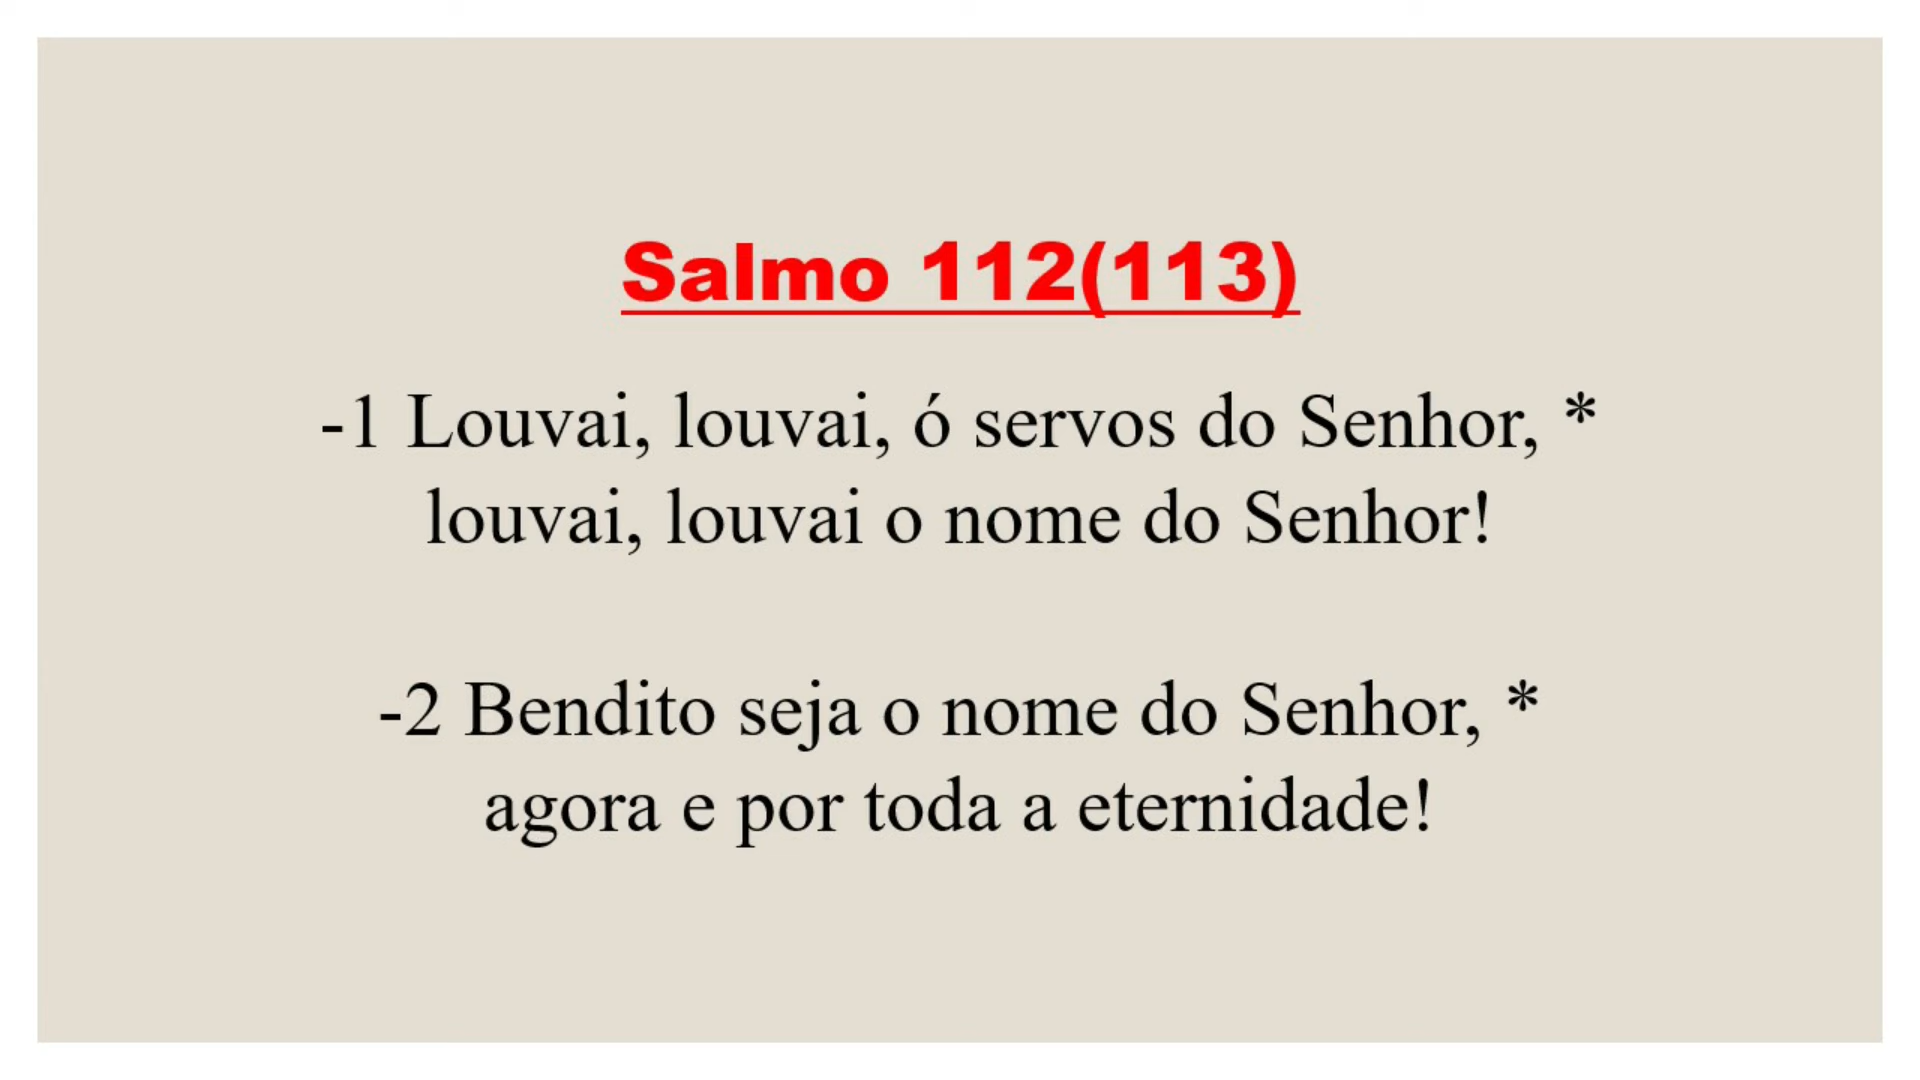 Salmo 112(113)
-1 Louvai, louvai, ó servos do Senhor, *
louvai, louvai o nome do Senhor!
-2 Bendito seja o nome do Senhor, *
agora e por toda a eternidade!